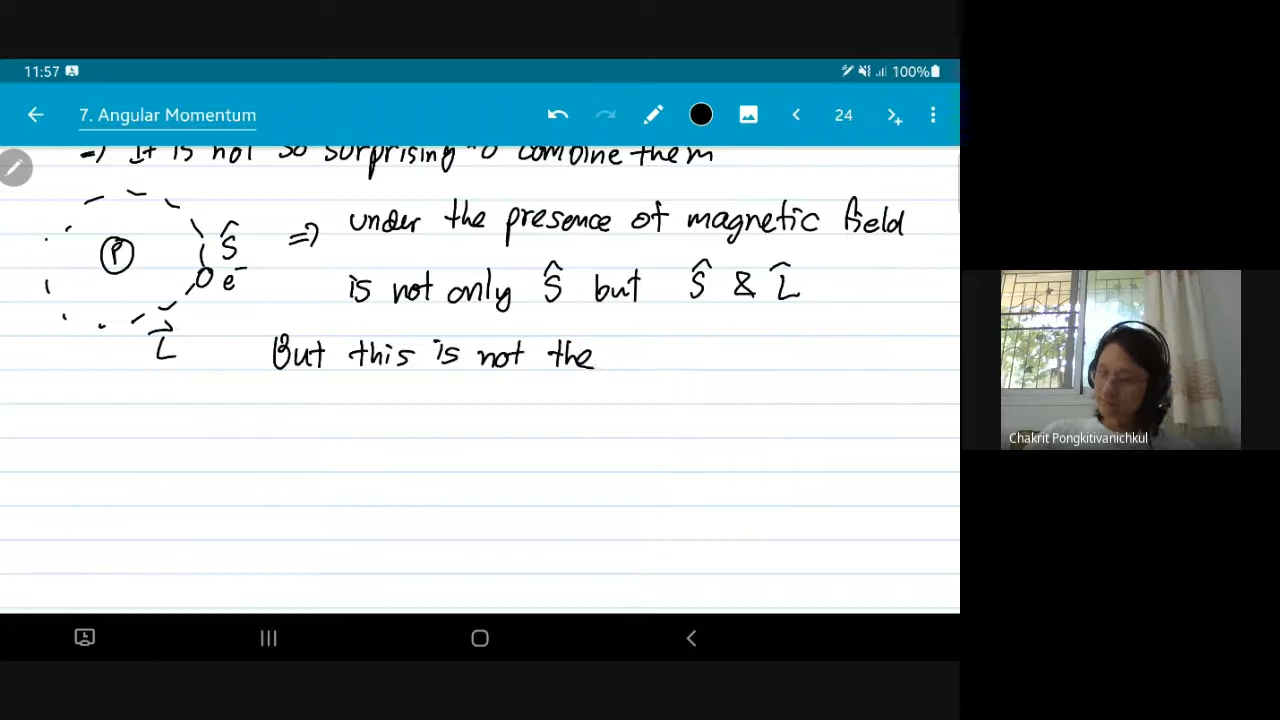 11:57 100%
7. Angular Momentum 24
=) It is not so surprising to combine them
P Ŝ => under the presence of magnetic field
e⁻ is not only Ŝ but Ŝ & L̂
L⃗ But this is not the
Chakrit Pongkitivanichkul